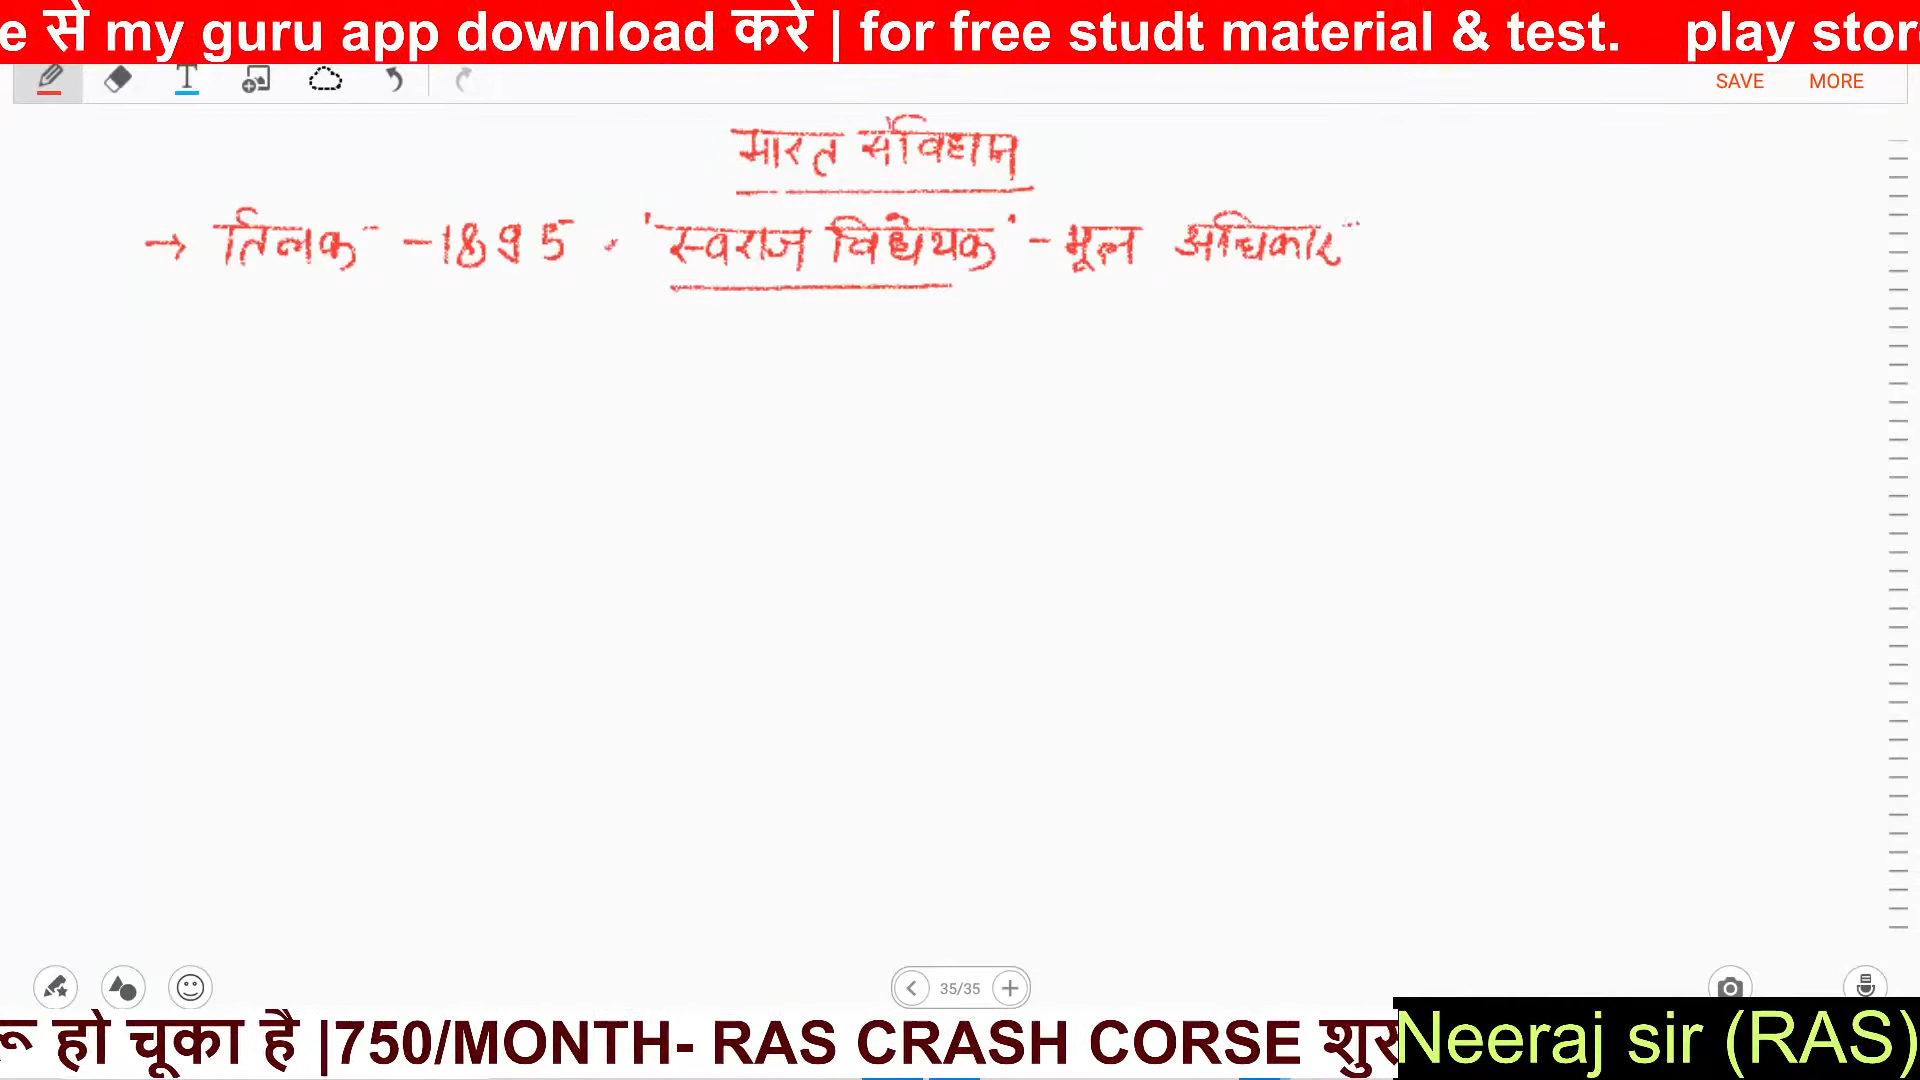 e से my guru app download करे | for free studt material & test. play stor
T
SAVE MORE
भारत संविधान
→ तिलक - 1895 . 'स्वराज विधेयक' - मूल अधिकार
35/35
रू हो चूका है |750/MONTH- RAS CRASH CORSE शुरु
Neeraj sir (RAS)